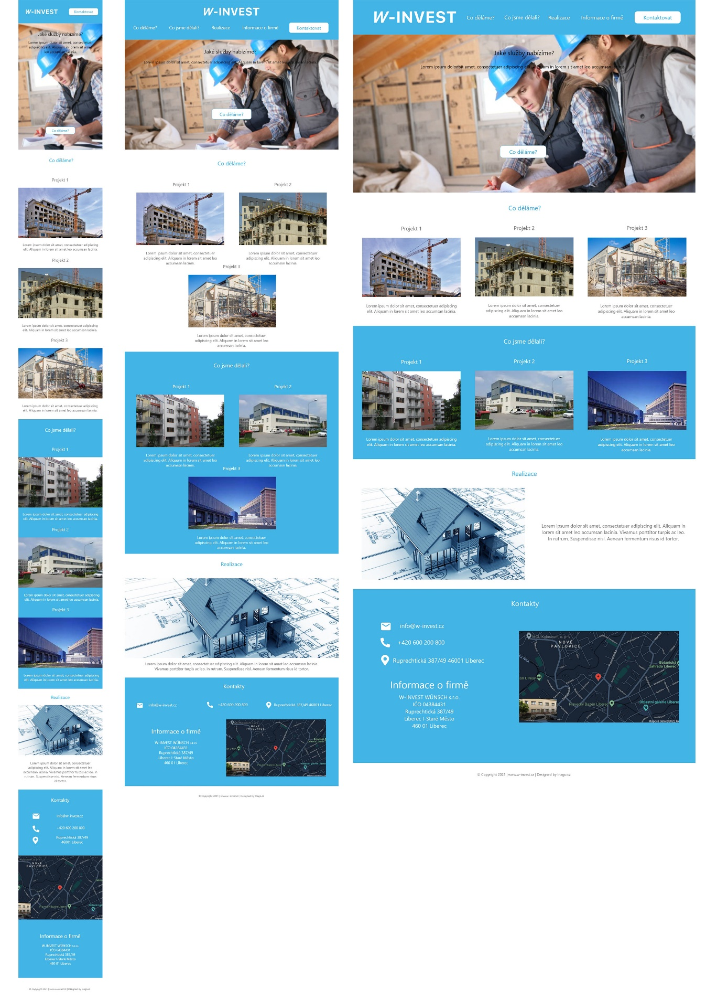 W-INVEST
Kontaktovat
Jaké služby nabízíme?
Lorem ipsum dolor sit amet, consectetuer
adipiscing elit. Aliquam in lorem sit amet
leo accumsan lacinia.
Co děláme?
Co děláme?
Projekt 1
Lorem ipsum dolor sit amet, consectetuer adipiscing
elit. Aliquam in lorem sit amet leo accumsan lacinia.
Projekt 2
Lorem ipsum dolor sit amet, consectetuer adipiscing
elit. Aliquam in lorem sit amet leo accumsan lacinia.
Projekt 3
Lorem ipsum dolor sit amet, consectetuer adipiscing
elit. Aliquam in lorem sit amet leo accumsan lacinia.
Co jsme dělali?
Projekt 1
Lorem ipsum dolor sit amet, consectetuer adipiscing
elit. Aliquam in lorem sit amet leo accumsan lacinia.
Projekt 2
Lorem ipsum dolor sit amet, consectetuer adipiscing
elit. Aliquam in lorem sit amet leo accumsan lacinia.
Projekt 3
Lorem ipsum dolor sit amet, consectetuer adipiscing
elit. Aliquam in lorem sit amet leo accumsan lacinia.
Realizace
Lorem ipsum dolor sit amet, consectetuer
adipiscing elit. Aliquam in lorem sit amet leo
accumsan lacinia. Vivamus porttitor turpis ac leo. In
rutrum. Suspendisse nisl. Aenean fermentum risus
id tortor.
Kontakty
info@w-invest.cz
+420 600 200 800
Ruprechtická 387/49
46001 Liberec
NOVÉ
PAVLOVICE
Plavecký Bazén Liberec
Oblastní ga
Informace o firmě
W-INVEST WÜNSCH s.r.o.
IČO 04384431
Ruprechtická 387/49
Liberec I-Staré Město
460 01 Liberec
© Copyright 2021 | www.w-invest.cz | Designed by Inago.cz
W-INVEST
Co děláme?
Co jsme dělali?
Realizace
Informace o firmě
Kontaktovat
Jaké služby nabízíme?
Lorem ipsum dolor sit amet, consectetuer adipiscing elit. Aliquam in lorem sit amet leo accumsan lacinia.
Co děláme?
Co děláme?
Projekt 1
Lorem ipsum dolor sit amet, consectetuer
adipiscing elit. Aliquam in lorem sit amet leo
accumsan lacinia.
Projekt 2
Lorem ipsum dolor sit amet, consectetuer
adipiscing elit. Aliquam in lorem sit amet leo
accumsan lacinia.
Projekt 3
Lorem ipsum dolor sit amet, consectetuer
adipiscing elit. Aliquam in lorem sit amet leo
accumsan lacinia.
Co jsme dělali?
Projekt 1
Lorem ipsum dolor sit amet, consectetuer
adipiscing elit. Aliquam in lorem sit amet leo
accumsan lacinia.
Projekt 2
Lorem ipsum dolor sit amet, consectetuer
adipiscing elit. Aliquam in lorem sit amet leo
accumsan lacinia.
Projekt 3
Lorem ipsum dolor sit amet, consectetuer
adipiscing elit. Aliquam in lorem sit amet leo
accumsan lacinia.
Realizace
Lorem ipsum dolor sit amet, consectetuer adipiscing elit. Aliquam in lorem sit amet leo accumsan lacinia.
Vivamus porttitor turpis ac leo. In rutrum. Suspendisse nisl. Aenean fermentum risus id tortor.
Kontakty
info@w-invest.cz
+420 600 200 800
Ruprechtická 387/49 46001 Liberec
Informace o firmě
W-INVEST WÜNSCH s.r.o.
IČO 04384431
Ruprechtická 387/49
Liberec I-Staré Město
460 01 Liberec
MCU Koloseum, o. p. s
NOVÉ
PAVLOVICE
Botanická
zahrada Liberec
on U Nisy
Plavecký Bazén Liberec
Oblastní galerie Liberec
Mapová data ©2022 G
© Copyright 2021 | www.w-invest.cz | Designed by Inago.cz
W-INVEST
Co děláme?
Co jsme dělali?
Realizace
Informace o firmě
Kontaktovat
Jaké služby nabízíme?
Lorem ipsum dolor sit amet, consectetuer adipiscing elit. Aliquam in lorem sit amet leo accumsan lacinia.
Co děláme?
Co děláme?
Projekt 1
Lorem ipsum dolor sit amet, consectetuer adipiscing
elit. Aliquam in lorem sit amet leo accumsan lacinia.
Projekt 2
Lorem ipsum dolor sit amet, consectetuer
adipiscing elit. Aliquam in lorem sit amet leo
accumsan lacinia.
Projekt 3
Lorem ipsum dolor sit amet, consectetuer
adipiscing elit. Aliquam in lorem sit amet leo
accumsan lacinia.
Co jsme dělali?
Projekt 1
Lorem ipsum dolor sit amet, consectetuer adipiscing
elit. Aliquam in lorem sit amet leo accumsan lacinia.
Projekt 2
Lorem ipsum dolor sit amet, consectetuer
adipiscing elit. Aliquam in lorem sit amet leo
accumsan lacinia.
Projekt 3
Lorem ipsum dolor sit amet, consectetuer
adipiscing elit. Aliquam in lorem sit amet leo
accumsan lacinia.
Realizace
Lorem ipsum dolor sit amet, consectetuer adipiscing elit. Aliquam in
lorem sit amet leo accumsan lacinia. Vivamus porttitor turpis ac leo.
In rutrum. Suspendisse nisl. Aenean fermentum risus id tortor.
Kontakty
info@w-invest.cz
+420 600 200 800
Ruprechtická 387/49 46001 Liberec
Informace o firmě
W-INVEST WÜNSCH s.r.o.
IČO 04384431
Ruprechtická 387/49
Liberec I-Staré Město
460 01 Liberec
MCU Koloseum, o. p. s
NOVÉ
PAVLOVICE
Botanická
zahrada Liberec
ion U Nisy
Plavecký Bazén Liberec
Oblastní galerie Liberec
Mapová data ©2022 G
© Copyright 2021 | www.w-invest.cz | Designed by Inago.cz